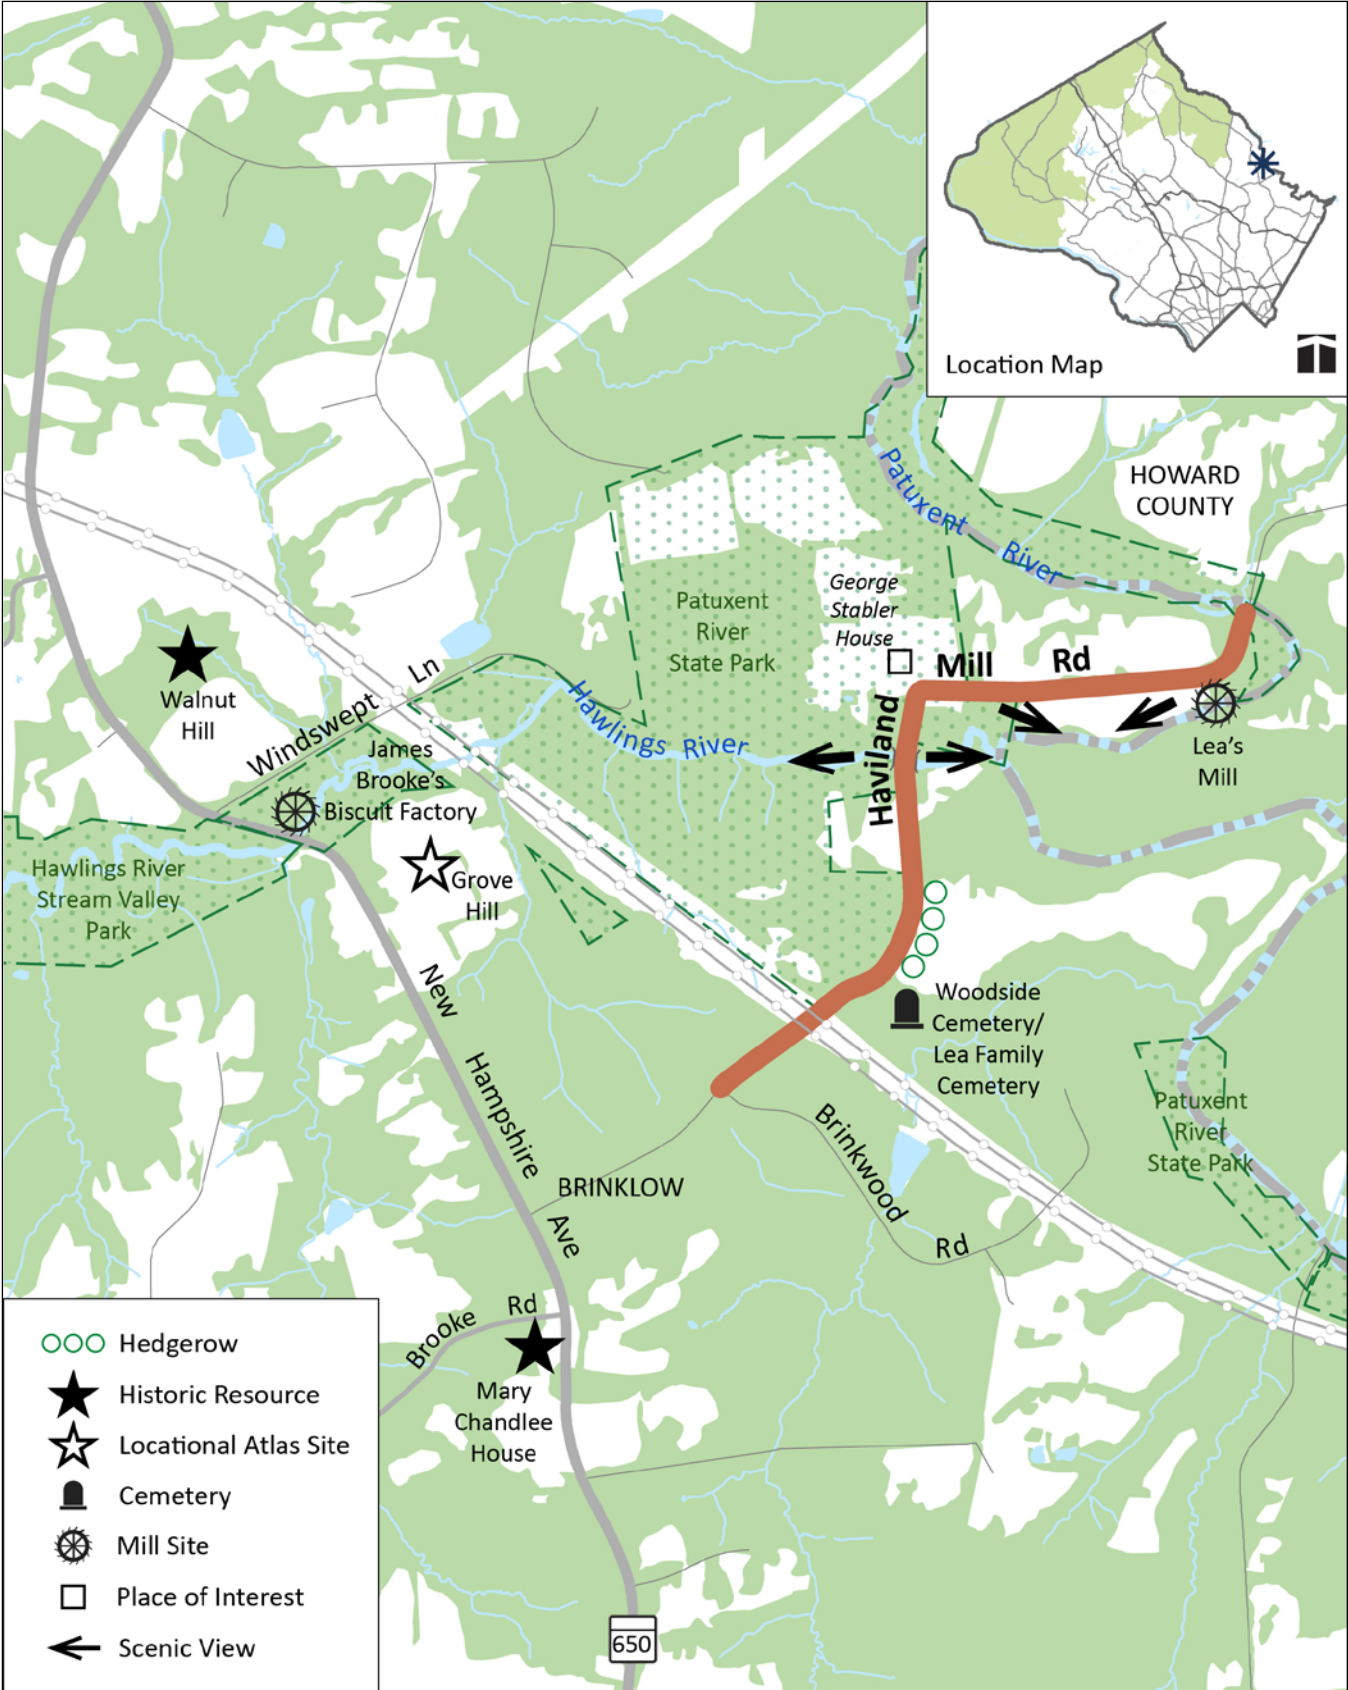 Location Map
HOWARD
COUNTY
Patuxent
River
George
Stabler
House
Patuxent
River
State Park
Mill Rd
Haviland
Walnut
Hill
Windswept Ln
Hawlings River
James
Brooke's
Biscuit Factory
Lea's
Mill
Grove
Hill
Hawlings River
Stream Valley
Park
New
Hampshire
Ave
Woodside
Cemetery/
Lea Family
Cemetery
Patuxent
River
State Park
Brinkwood
Rd
BRINKLOW
Brooke Rd
Mary
Chandlee
House
650
Hedgerow
Historic Resource
Locational Atlas Site
Cemetery
Mill Site
Place of Interest
Scenic View